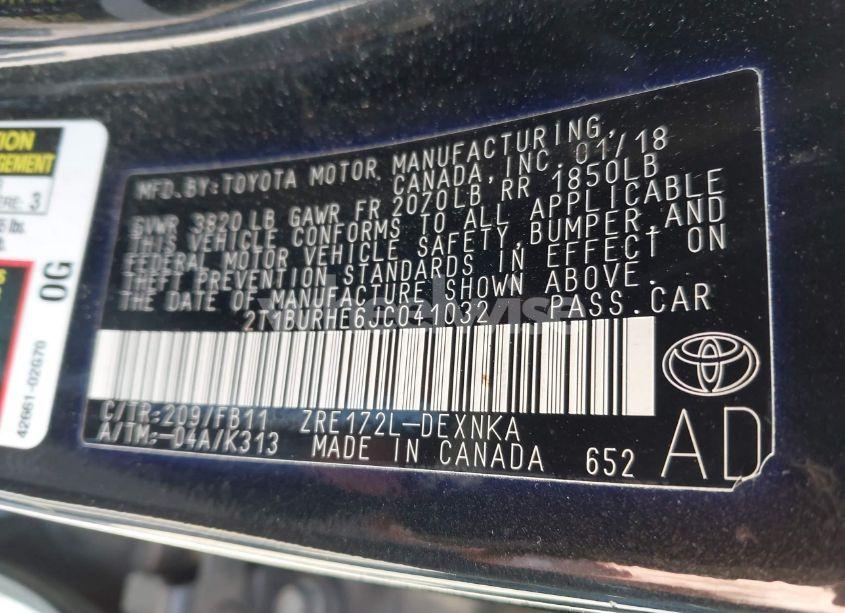 MFD.BY:TOYOTA MOTOR MANUFACTURING,
CANADA,INC. 01/18
GVWR 3820 LB GAWR FR 2070LB RR 1850LB
THIS VEHICLE CONFORMS TO ALL APPLICABLE
FEDERAL MOTOR VEHICLE SAFETY,BUMPER,AND
THEFT PREVENTION STANDARDS IN EFFECT ON
THE DATE OF MANUFACTURE SHOWN ABOVE.
2T1BURHE6JC041032 PASS.CAR
C/TR:209/FB11 ZRE172L-DEXNKA
A/TM:-04A/K313 MADE IN CANADA 652
AD
3
lbs.
0G
42661-02G70